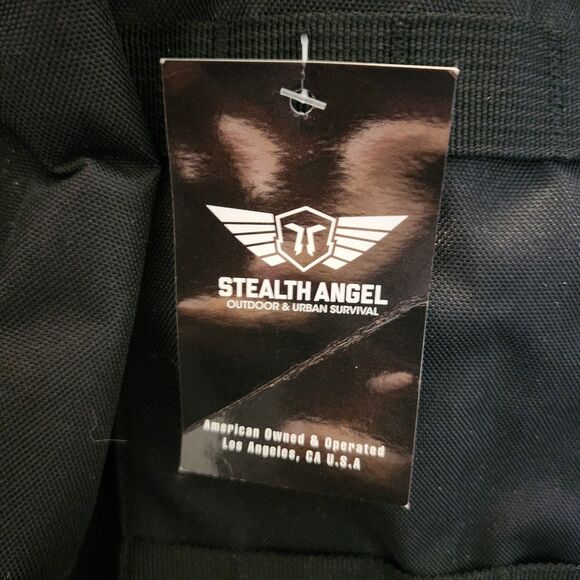 STEALTH ANGEL
OUTDOOR & URBAN SURVIVAL
American Owned & Operated
Los Angeles, CA U.S.A